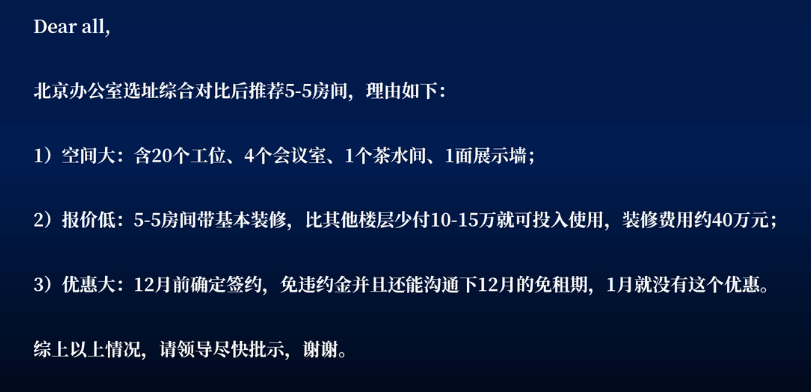 Dear all,
北京办公室选址综合对比后推荐5-5房间，理由如下：
1）空间大：含20个工位、4个会议室、1个茶水间、1面展示墙；
2）报价低：5-5房间带基本装修，比其他楼层少付10-15万就可投入使用，装修费用约40万元；
3）优惠大：12月前确定签约，免违约金并且还能沟通下12月的免租期，1月就没有这个优惠。
综上以上情况，请领导尽快批示，谢谢。